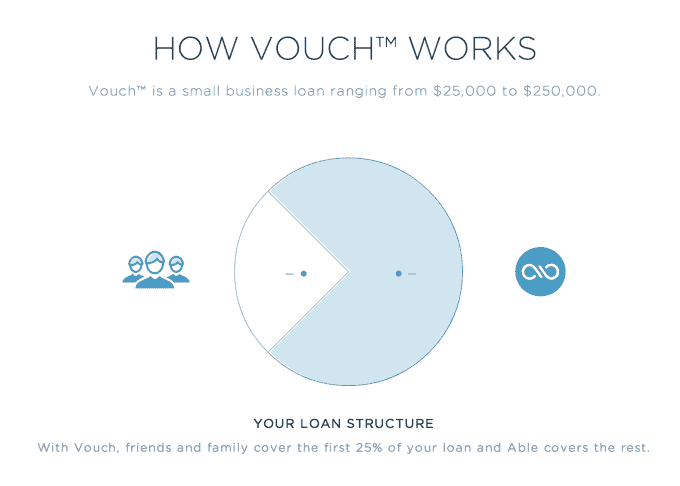 HOW VOUCH™ WORKS
Vouch™ is a small business loan ranging from $25,000 to $250,000.
YOUR LOAN STRUCTURE
With Vouch, friends and family cover the first 25% of your loan and Able covers the rest.